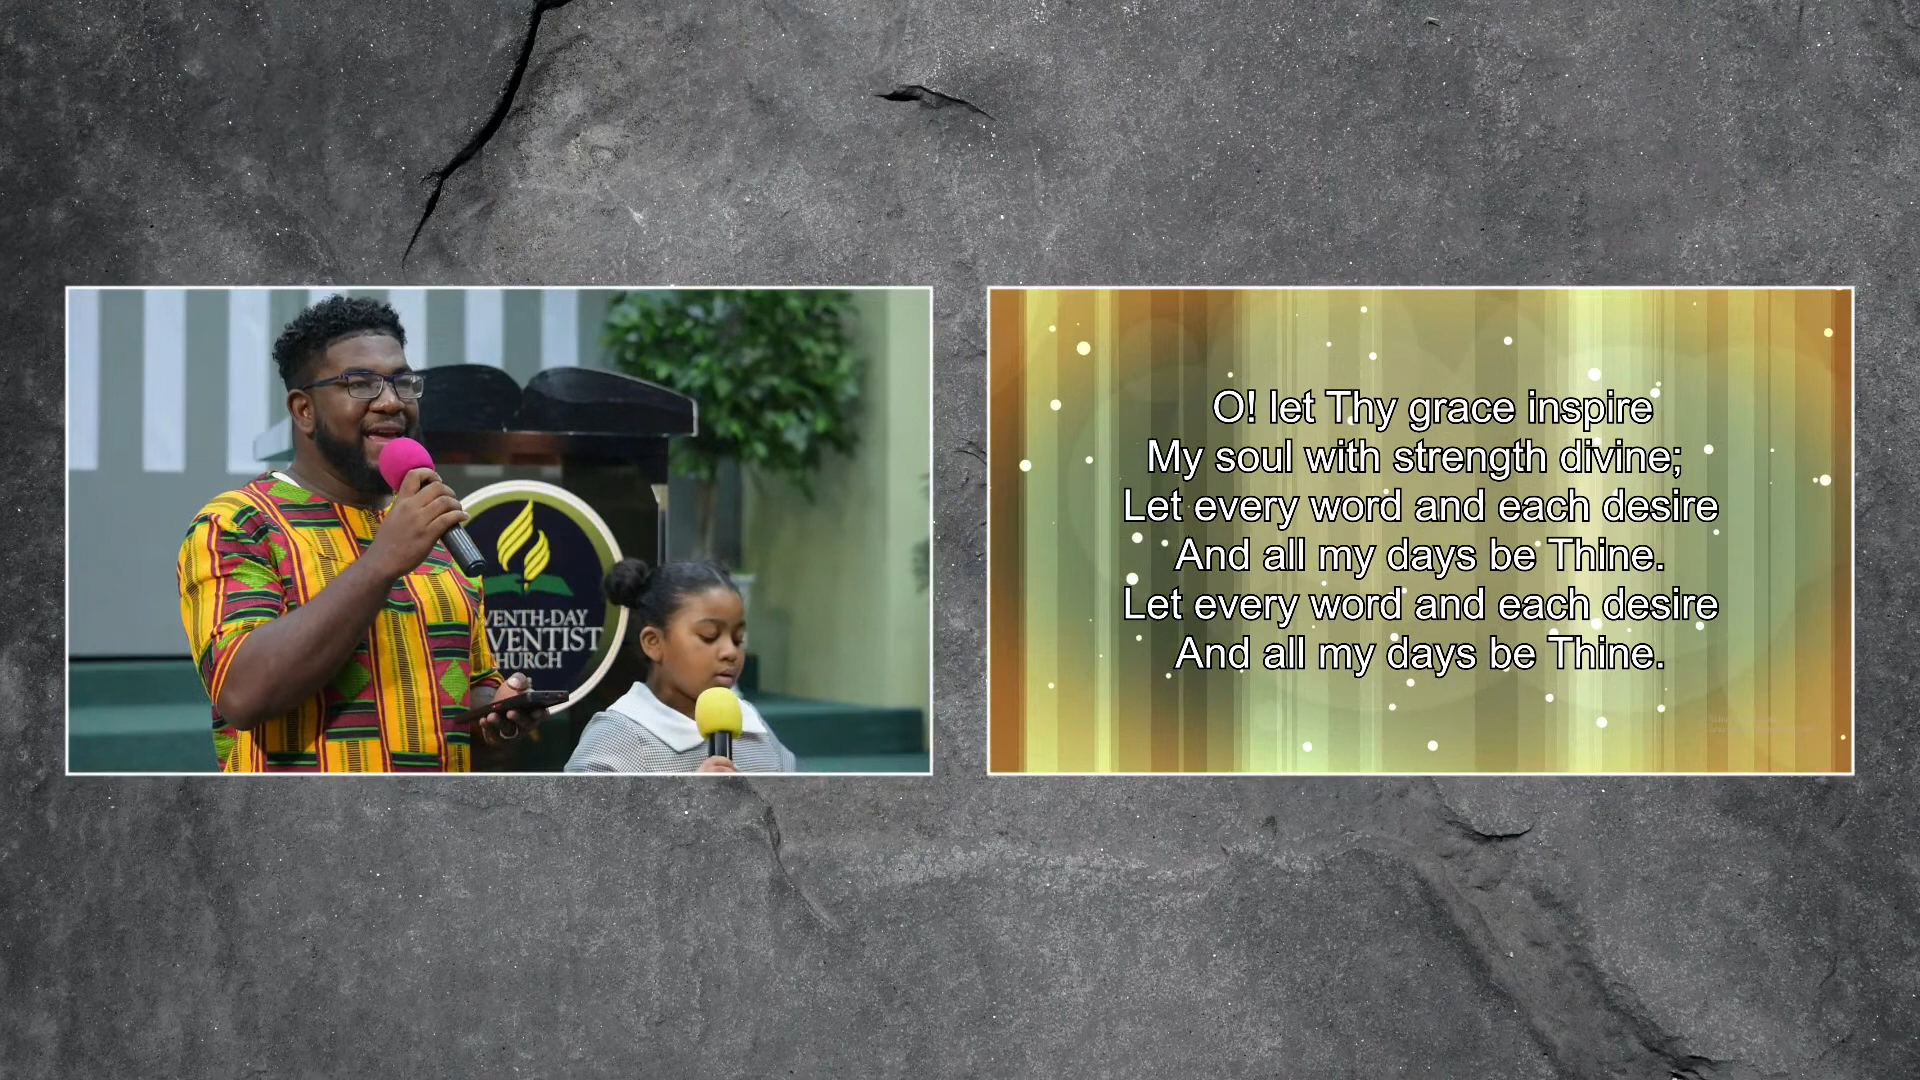 VENTH-DAY
VENTIST
HURCH
O! let Thy grace inspire
My soul with strength divine;
Let every word and each desire
And all my days be Thine.
Let every word and each desire
And all my days be Thine.